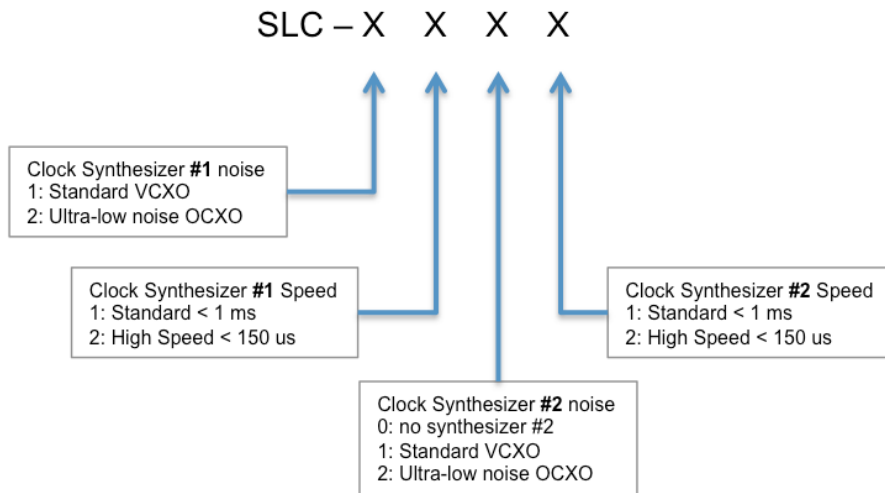 SLC – X X X X
Clock Synthesizer #1 noise
1: Standard VCXO
2: Ultra-low noise OCXO
Clock Synthesizer #1 Speed
1: Standard < 1 ms
2: High Speed < 150 us
Clock Synthesizer #2 Speed
1: Standard < 1 ms
2: High Speed < 150 us
Clock Synthesizer #2 noise
0: no synthesizer #2
1: Standard VCXO
2: Ultra-low noise OCXO